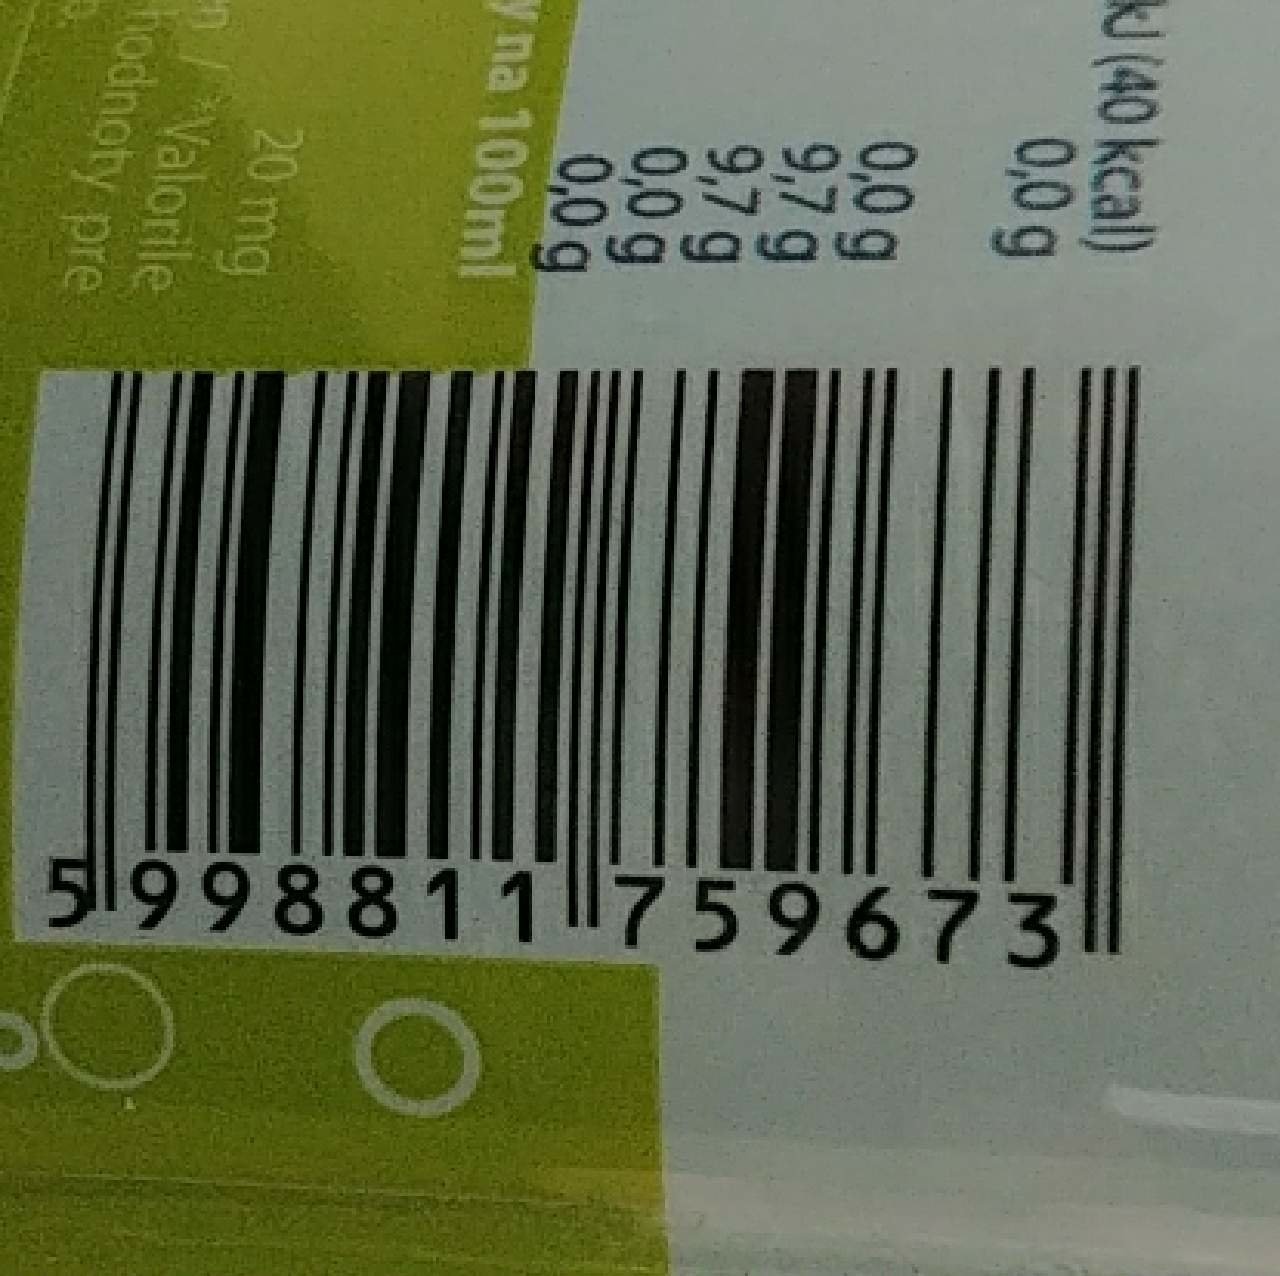 kJ (40 kcal)
0,0 g
0,0 g
9,7 g
9,7 g
0,0 g
0,0 g
na 100ml
20 mg
/ *Valorile
hodnoty pre
5 998811 759673